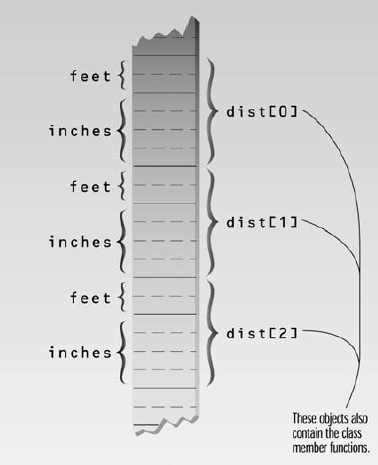 feet
dist[0]
inches
feet
dist[1]
inches
feet
dist[2]
inches
These objects also
contain the class
member functions.